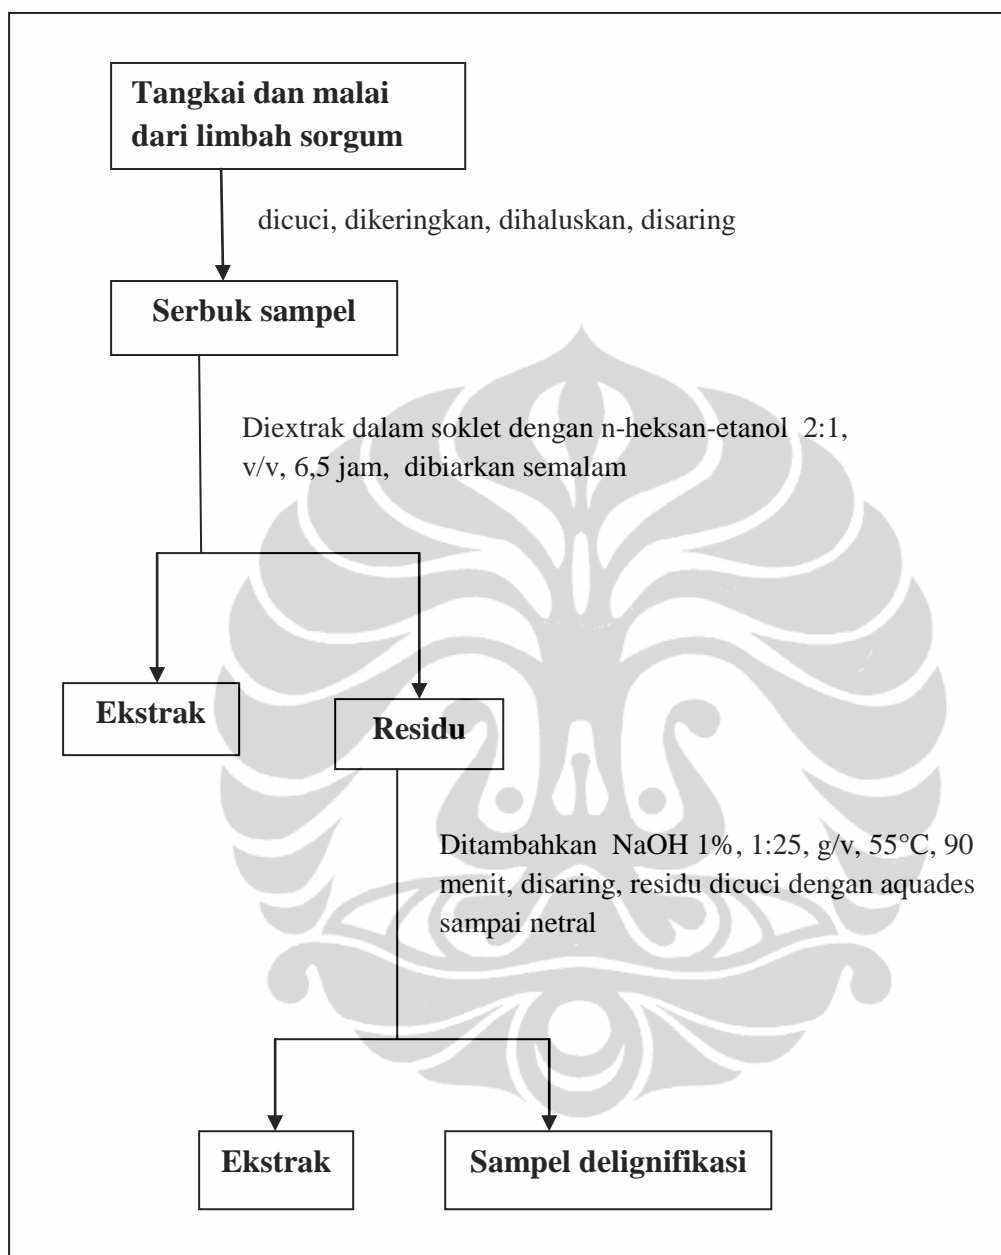 Tangkai dan malai
dari limbah sorgum
dicuci, dikeringkan, dihaluskan, disaring
Serbuk sampel
Diextrak dalam soklet dengan n-heksan-etanol 2:1,
v/v, 6,5 jam, dibiarkan semalam
Ekstrak
Residu
Ditambahkan NaOH 1%, 1:25, g/v, 55°C, 90
menit, disaring, residu dicuci dengan aquades
sampai netral
Ekstrak
Sampel delignifikasi